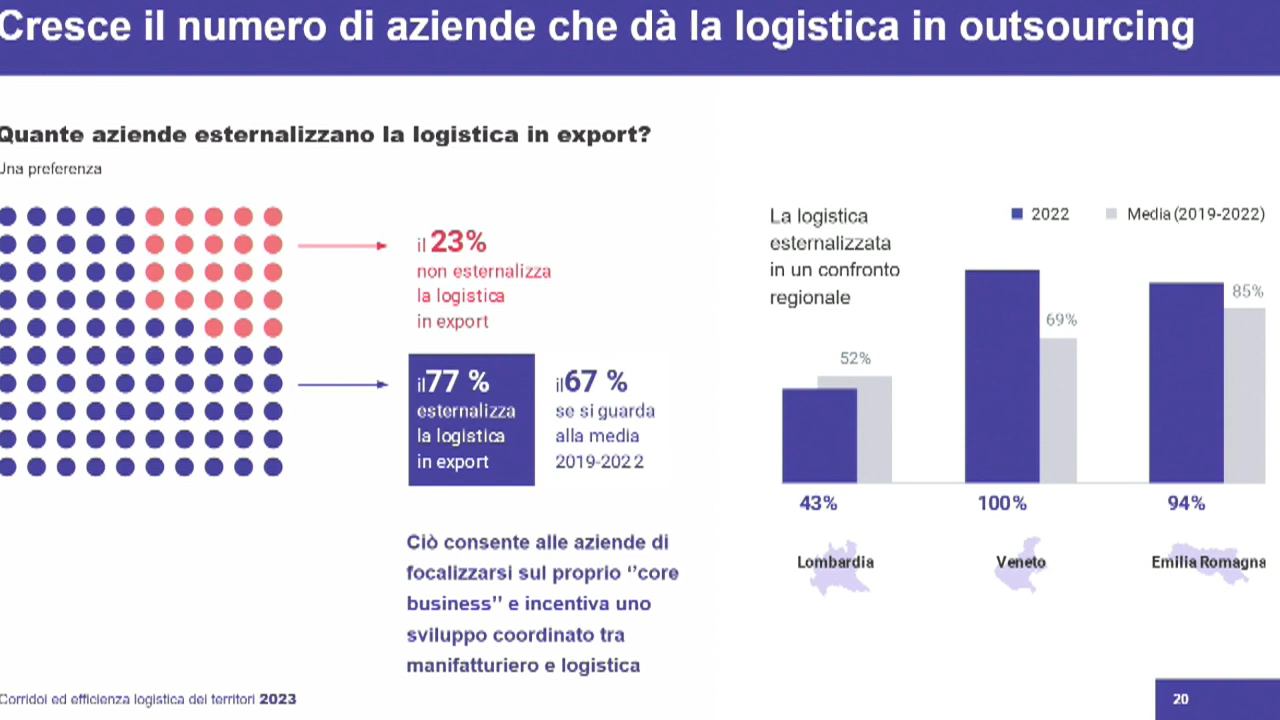 Cresce il numero di aziende che dà la logistica in outsourcing
Quante aziende esternalizzano la logistica in export?
Una preferenza
il 23%
non esternalizza
la logistica
in export
il 77 %
esternalizza
la logistica
in export
il 67 %
se si guarda
alla media
2019-2022
Ciò consente alle aziende di
focalizzarsi sul proprio ‘’core
business’’ e incentiva uno
sviluppo coordinato tra
manifatturiero e logistica
La logistica
esternalizzata
in un confronto
regionale
2022
Media (2019-2022)
52%
69%
85%
43%
100%
94%
Lombardia
Veneto
Emilia Romagna
Corridoi ed efficienza logistica dei territori 2023
20